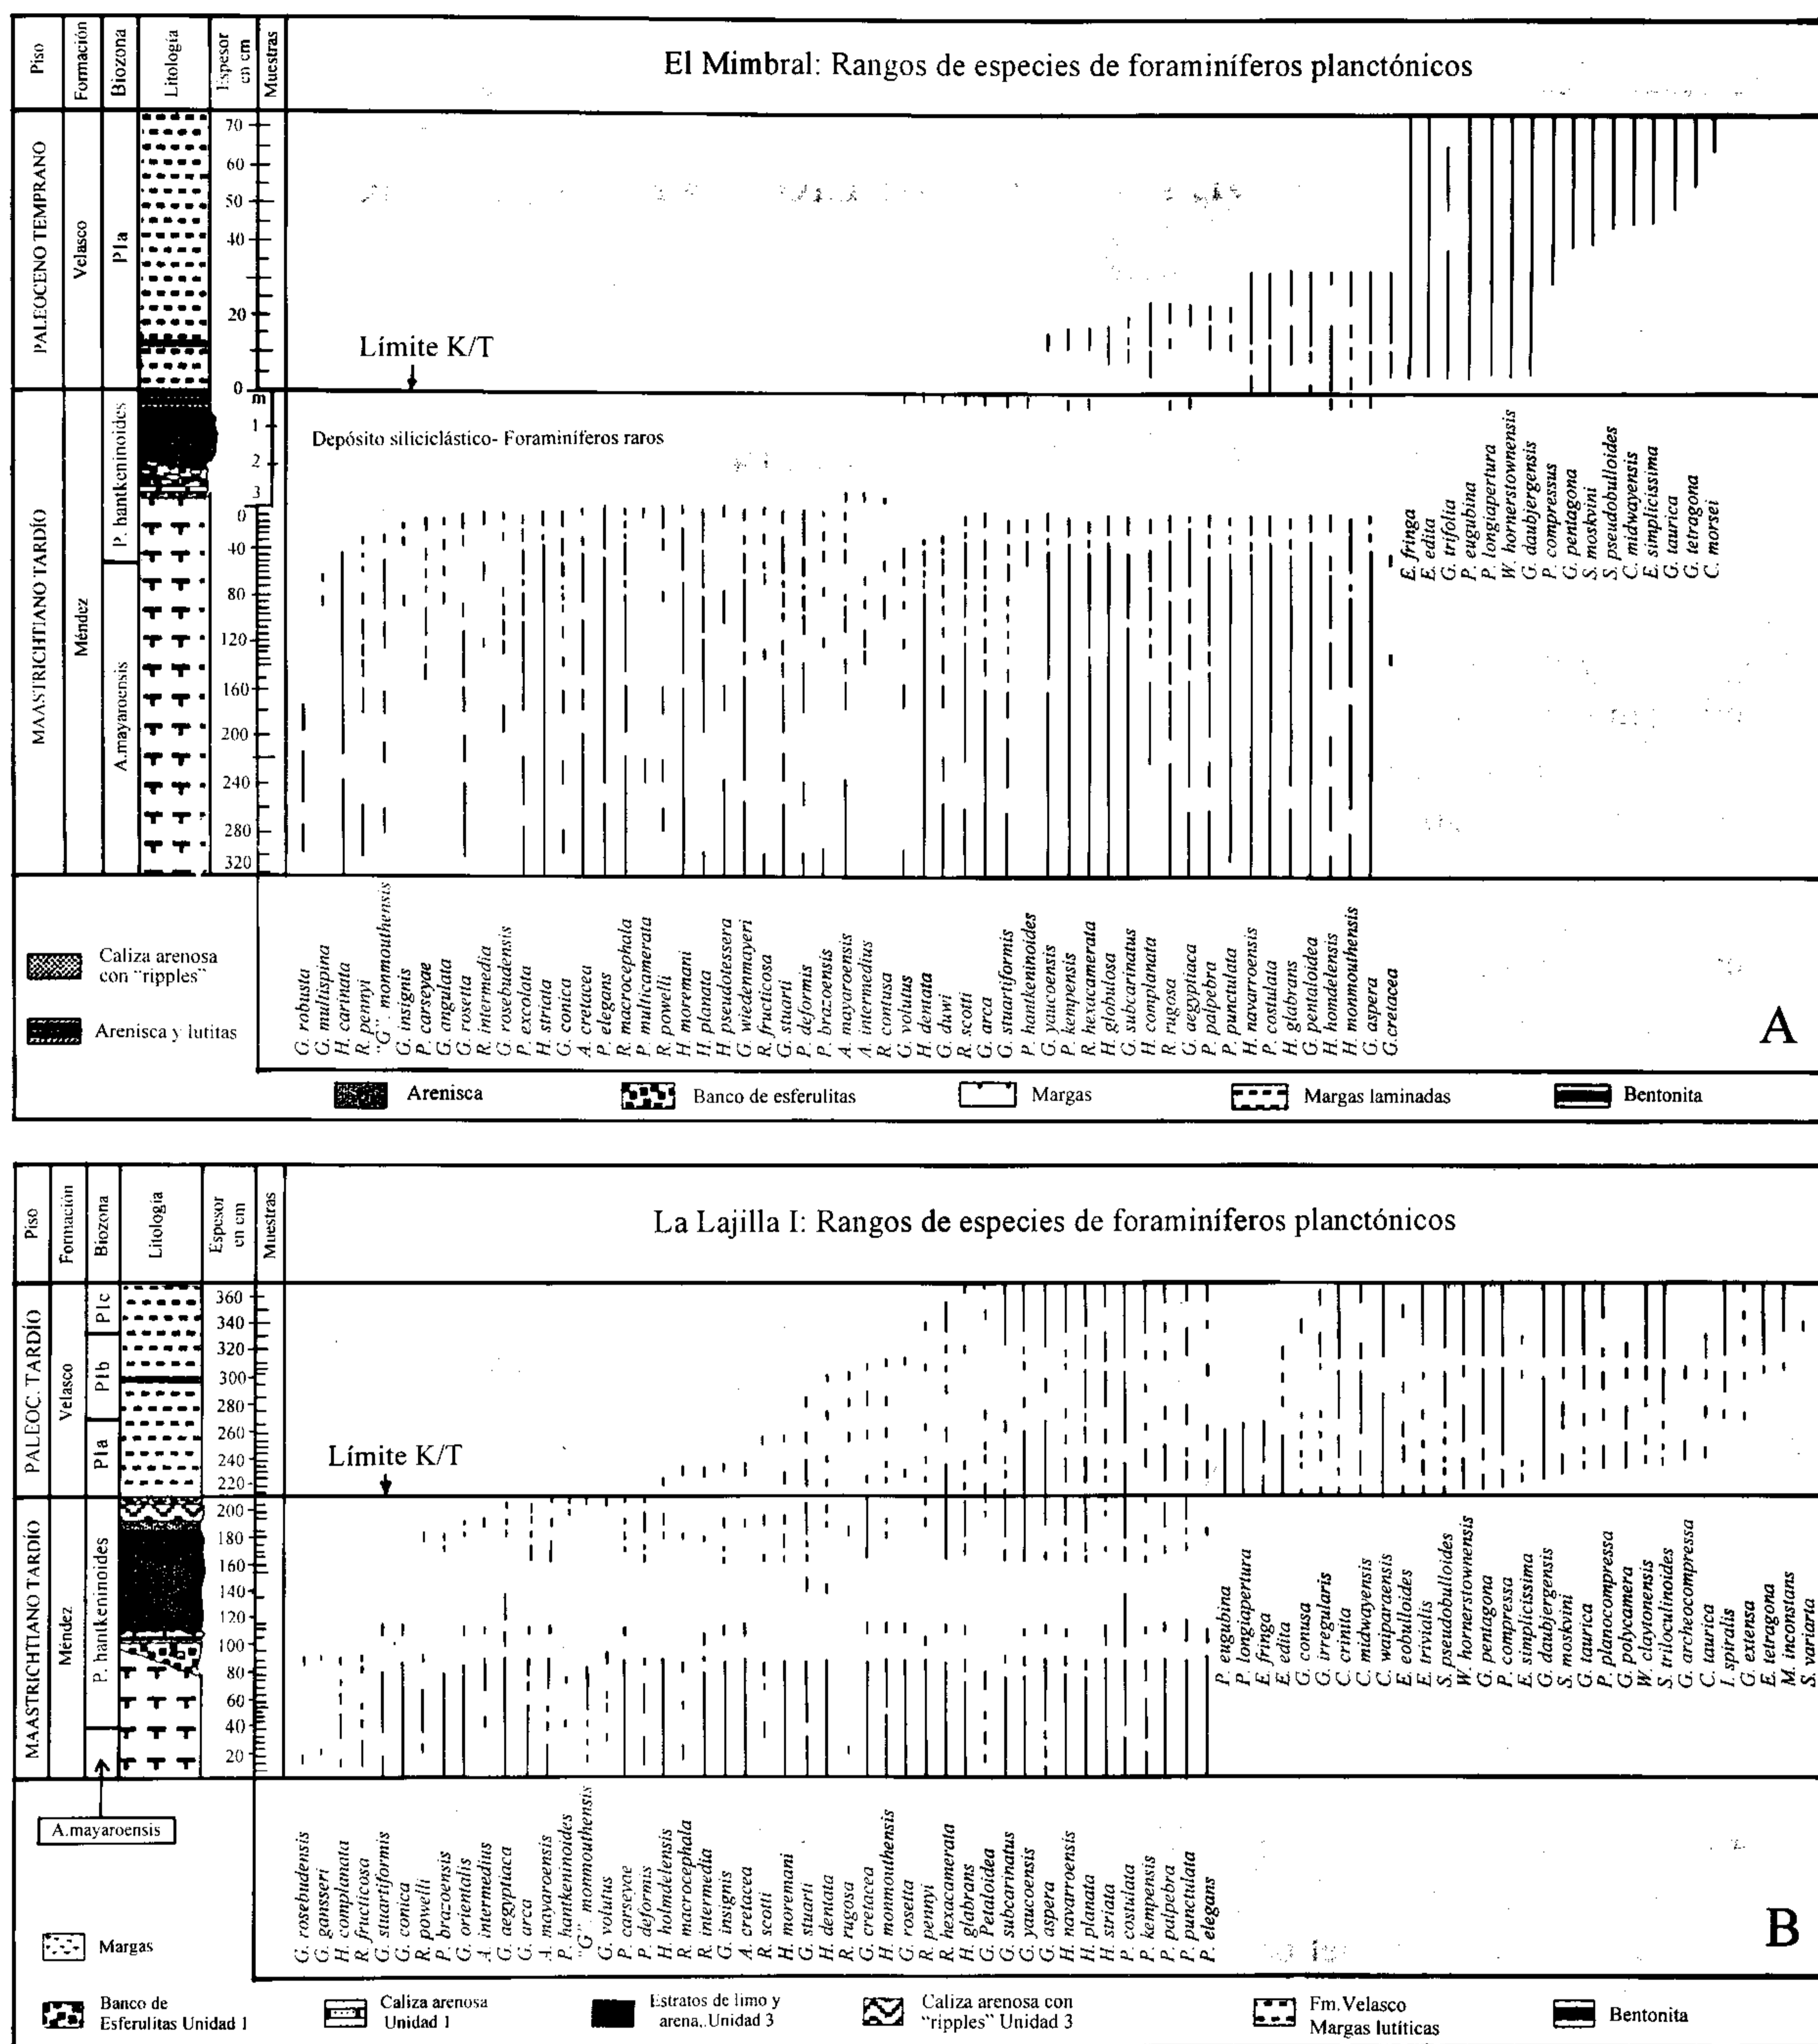 Piso
Formación
Biozona
Litología
Espesor
en cm
Muestras
El Mimbral: Rangos de especies de foraminíferos planctónicos
PALEOCENO TEMPRANO
Velasco
Pla
70
60
50
40
20
0
Límite K/T
MAASTRICHTIANO TARDÍO
Méndez
P. hantkeninoides
A.mayaroensis
m
1
2
3
0
40
80
120
160
200
240
280
320
Depósito siliciclástico- Foraminíferos raros
E. fringa
E. edita
G. trifolia
P. eugubina
P. longiapertura
W. hornerstownensis
G. daubjergensis
P. compressus
G. pentagona
S. moskvini
S. pseudobulloides
C. midwayensis
E. simplicissima
G. taurica
G. tetragona
C. morsei
G. robusta
G. multispina
H. carinata
R. pennyi
"G". monmouthensis
G. insignis
P. carseyae
G. angulata
G. rosetta
R. intermedia
G. rosebudensis
P. excolata
H. striata
G. conica
A. cretacea
P. elegans
R. macrocephala
P. multicamerata
R. powelli
H. moremani
H. planata
H. pseudotessera
G. wiedenmayeri
R. fructicosa
G. stuarti
P. deformis
P. brazoensis
A. mayaroensis
A. intermedius
R. contusa
G. volutus
H. dentata
G. duwi
R. scotti
G. arca
G. stuartiformis
P. hantkeninoides
G. yaucoensis
P. kempensis
R. hexacamerata
H. globulosa
G. subcarinatus
H. complanata
R. rugosa
G. aegyptiaca
P. palpebra
P. punctulata
H. navarroensis
P. costulata
H. glabrans
G. pentaloidea
H. homdelensis
H. monmouthensis
G. aspera
G.cretacea
Caliza arenosa
con "ripples"
Arenisca y lutitas
A
Arenisca
Banco de esferulitas
Margas
Margas laminadas
Bentonita
Piso
Formación
Biozona
Litología
Espesor
en cm
Muestras
La Lajilla I: Rangos de especies de foraminíferos planctónicos
PALEOC. TARDÍO
Velasco
Plc
Plb
Pla
360
340
320
300
280
260
240
220
Límite K/T
MAASTRICHTIANO TARDÍO
Méndez
P. hantkeninoides
200
180
160
140
120
100
80
60
40
20
P. eugubina
P. longiapertura
E. fringa
E. edita
G. conusa
G. irregularis
C. crinita
C. midwayensis
C. waiparaensis
E. eobulloides
E. trivialis
S. pseudobulloides
W. hornerstownensis
G. pentagona
P. compressa
E. simplicissima
G. daubjergensis
S. moskvini
G. taurica
P. planocompressa
G. polycamera
W. claytonensis
S. triloculinoides
G. archeocompressa
C. taurica
I. spiralis
G. extensa
E. tetragona
M. inconstans
S. varianta
A.mayaroensis
G. rosebudensis
G. gansseri
H. complanata
R. fructicosa
G. stuartiformis
G. conica
R. powelli
P. brazoensis
G. orientalis
A. intermedius
G. aegyptiaca
G. arca
A. mayaroensis
P. hantkeninoides
"G". monmouthensis
G. volutus
P. carseyae
P. deformis
H. holmdelensis
R. macrocephala
R. intermedia
G. insignis
A. cretacea
R. scotti
H. moremani
G. stuarti
H. dentata
R. rugosa
G. cretacea
H. monmouthensis
G. rosetta
R. pennyi
R. hexacamerata
H. glabrans
G. Petaloidea
G. subcarinatus
G. yaucoensis
G. aspera
H. navarroensis
H. planata
H. striata
P. costulata
P. kempensis
P. palpebra
P. punctulata
P. elegans
B
Margas
Banco de
Esferulitas Unidad 1
Caliza arenosa
Unidad 1
Estratos de limo y
arena,.Unidad 3
Caliza arenosa con
"ripples" Unidad 3
Fm.Velasco
Margas lutíticas
Bentonita